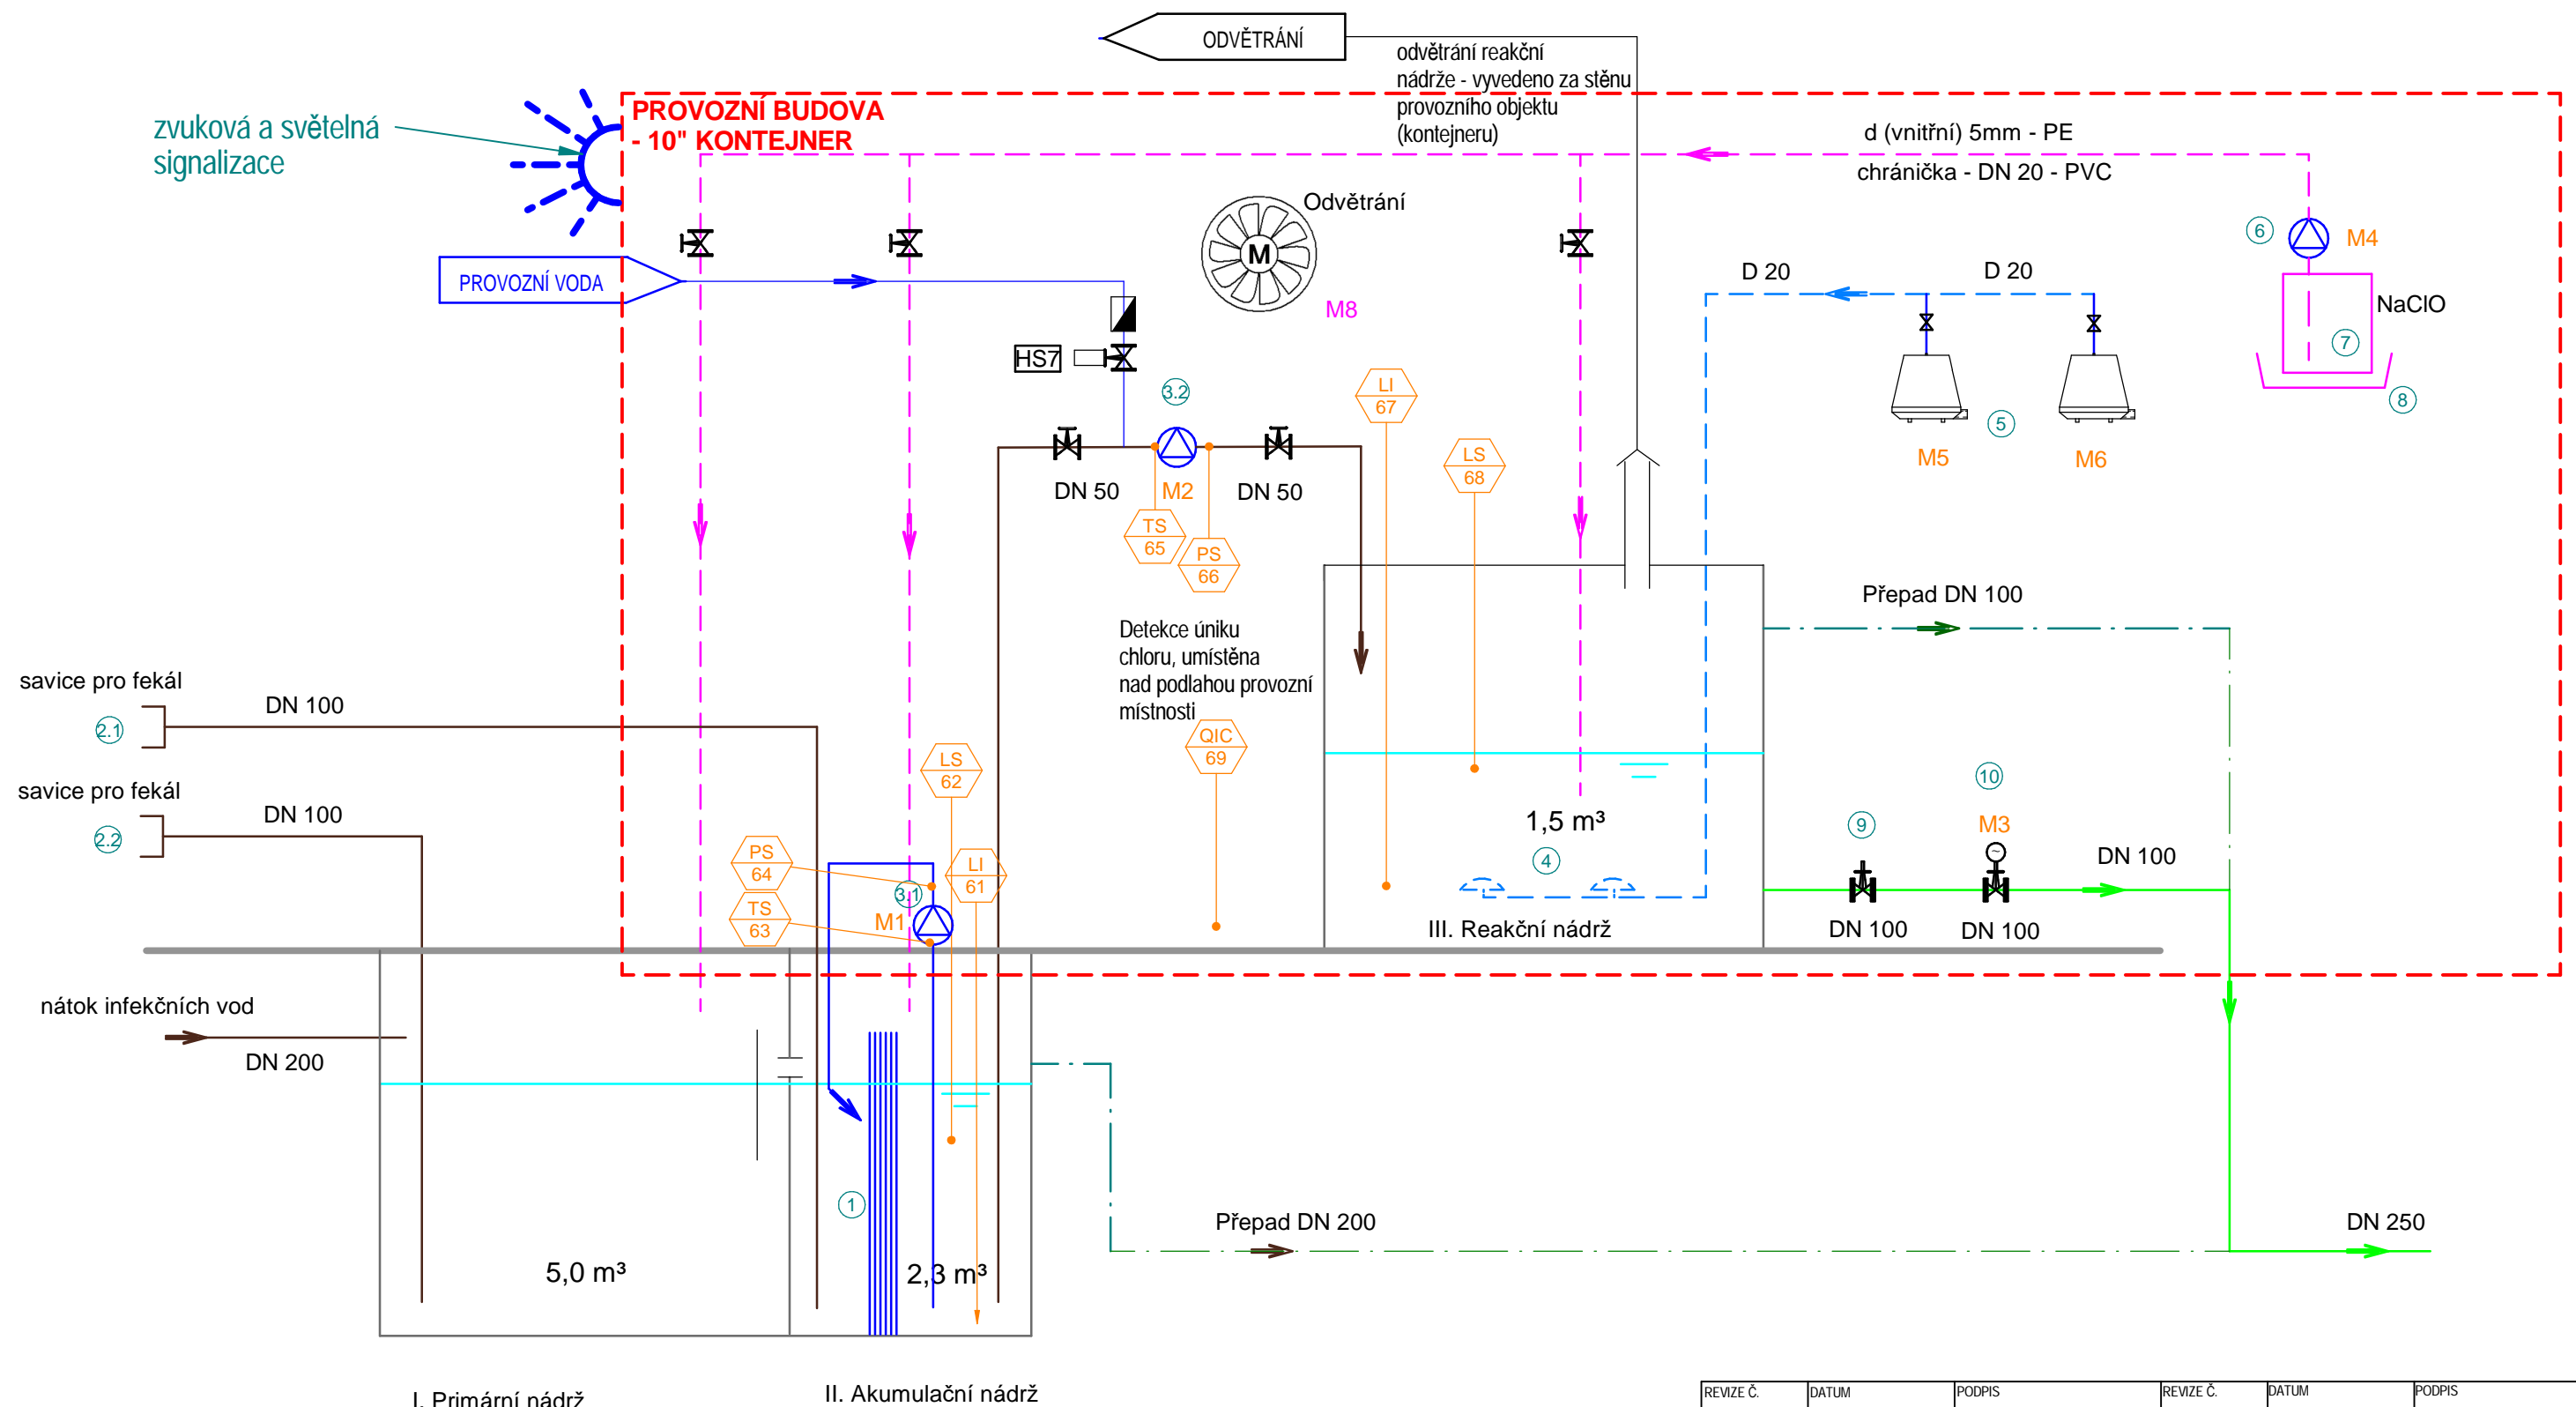 ODVĚTRÁNÍ
odvětrání reakční
nádrže - vyvedeno za stěnu
provozního objektu
(kontejneru)
zvuková a světelná
signalizace
PROVOZNÍ BUDOVA
- 10" KONTEJNER
d (vnitřní) 5mm - PE
chránička - DN 20 - PVC
Odvětrání
M
M8
6
M4
PROVOZNÍ VODA
D 20
D 20
NaClO
7
8
HS7
3.2
LI
67
5
M5
M6
LS
68
DN 50
M2
DN 50
TS
65
PS
66
Přepad DN 100
Detekce úniku
chloru, umístěna
nad podlahou provozní
místnosti
savice pro fekál
DN 100
2.1
QIC
69
LS
62
savice pro fekál
DN 100
2.2
10
9
M3
1,5 m³
4
PS
64
LI
61
3.1
TS
63
M1
DN 100
III. Reakční nádrž
DN 100
DN 100
nátok infekčních vod
DN 200
1
Přepad DN 200
DN 250
5,0 m³
2,3 m³
I. Primární nádrž
II. Akumulační nádrž
REVIZE Č.
DATUM
PODPIS
REVIZE Č.
DATUM
PODPIS
~